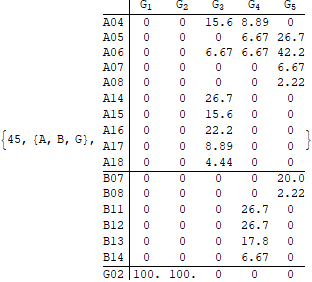 G1 G2 G3 G4 G5
A04 0 0 15.6 8.89 0
A05 0 0 0 6.67 26.7
A06 0 0 6.67 6.67 42.2
A07 0 0 0 0 6.67
A08 0 0 0 0 2.22
A14 0 0 26.7 0 0
A15 0 0 15.6 0 0
A16 0 0 22.2 0 0
{45, {A, B, G}, }
A17 0 0 8.89 0 0
A18 0 0 4.44 0 0
B07 0 0 0 0 20.0
B08 0 0 0 0 2.22
B11 0 0 0 26.7 0
B12 0 0 0 26.7 0
B13 0 0 0 17.8 0
B14 0 0 0 6.67 0
G02 100. 100. 0 0 0